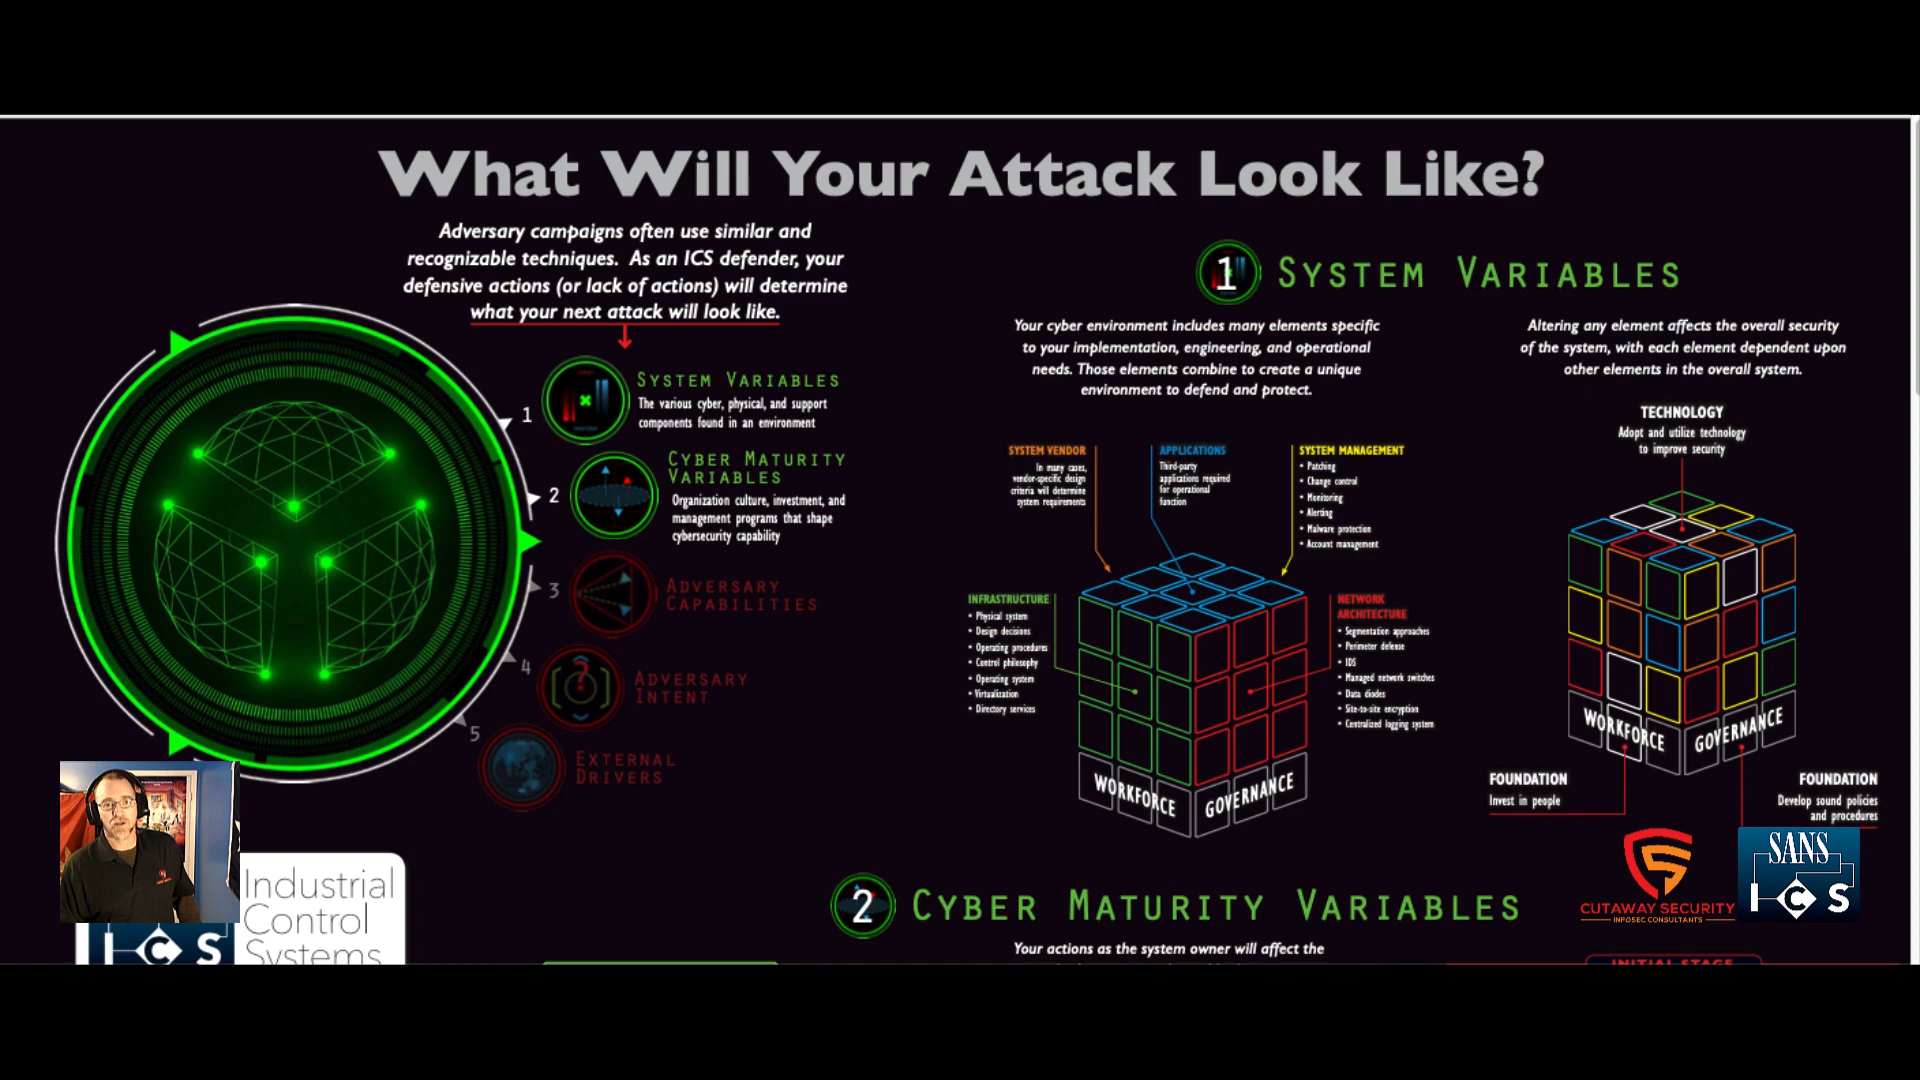 What Will Your Attack Look Like?
Adversary campaigns often use similar and
recognizable techniques. As an ICS defender, your
defensive actions (or lack of actions) will determine
what your next attack will look like.
1
SYSTEM VARIABLES
The various cyber, physical, and support
components found in an environment
2
CYBER MATURITY
VARIABLES
Organization culture, investment, and
management programs that shape
cybersecurity capability
3
ADVERSARY
CAPABILITIES
4
ADVERSARY
INTENT
5
EXTERNAL
DRIVERS
1 SYSTEM VARIABLES
Your cyber environment includes many elements specific
to your implementation, engineering, and operational
needs. Those elements combine to create a unique
environment to defend and protect.
SYSTEM VENDOR
In many cases,
vendor-specific design
criteria will determine
system requirements
APPLICATIONS
Third-party
applications required
for operational
function
SYSTEM MANAGEMENT
• Patching
• Change control
• Monitoring
• Alerting
• Malware protection
• Account management
INFRASTRUCTURE
• Physical system
• Design decisions
• Operating procedures
• Control philosophy
• Operating system
• Virtualization
• Directory services
NETWORK
ARCHITECTURE
• Segmentation approaches
• Perimeter defense
• IDS
• Managed network switches
• Data diodes
• Site-to-site encryption
• Centralized logging system
WORKFORCE GOVERNANCE
Altering any element affects the overall security
of the system, with each element dependent upon
other elements in the overall system.
TECHNOLOGY
Adopt and utilize technology
to improve security
WORKFORCE GOVERNANCE
FOUNDATION
Invest in people
FOUNDATION
Develop sound policies
and procedures
CUTAWAY SECURITY
INFOSEC CONSULTANTS
SANS
ICS
ICS
Industrial
Control
Systems
2 CYBER MATURITY VARIABLES
Your actions as the system owner will affect the
INITIAL STAGE